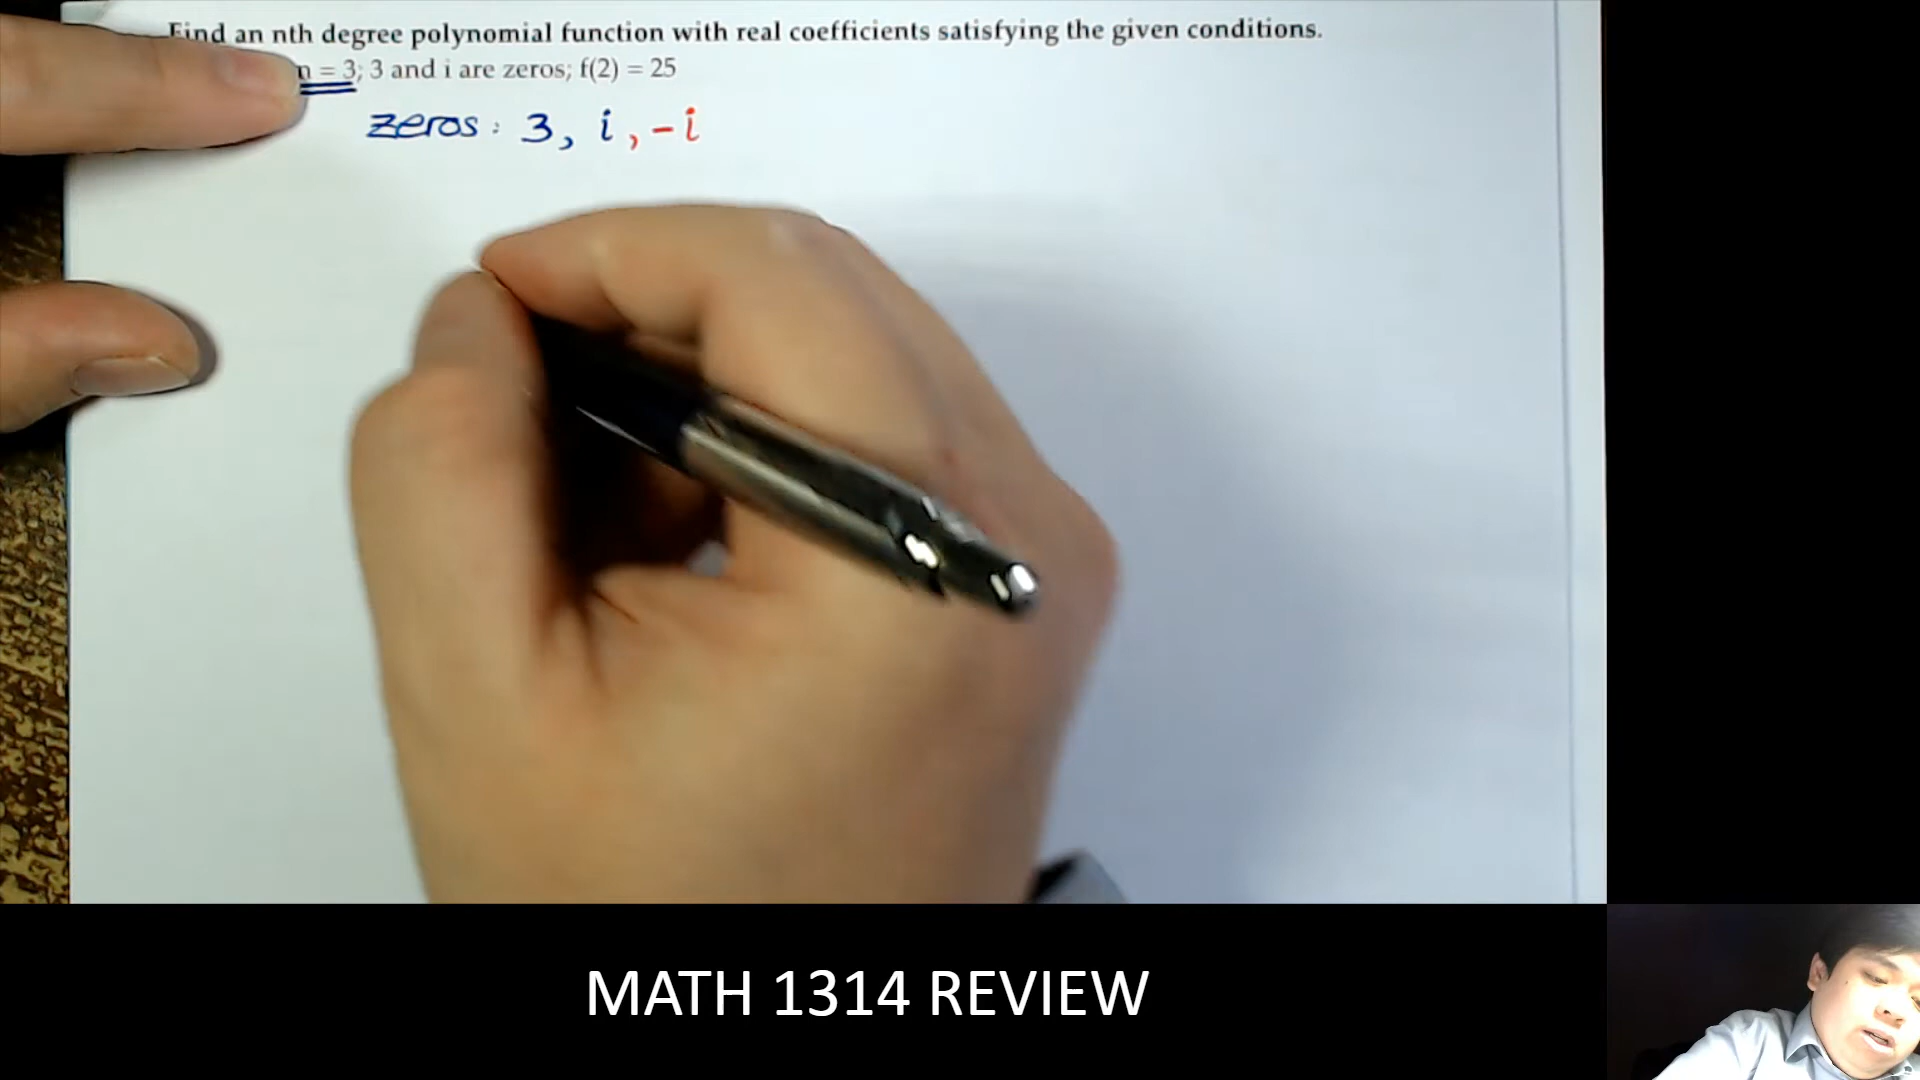 Find an nth degree polynomial function with real coefficients satisfying the given conditions.
n = 3; 3 and i are zeros; f(2) = 25
zeros: 3, i, -i
MATH 1314 REVIEW